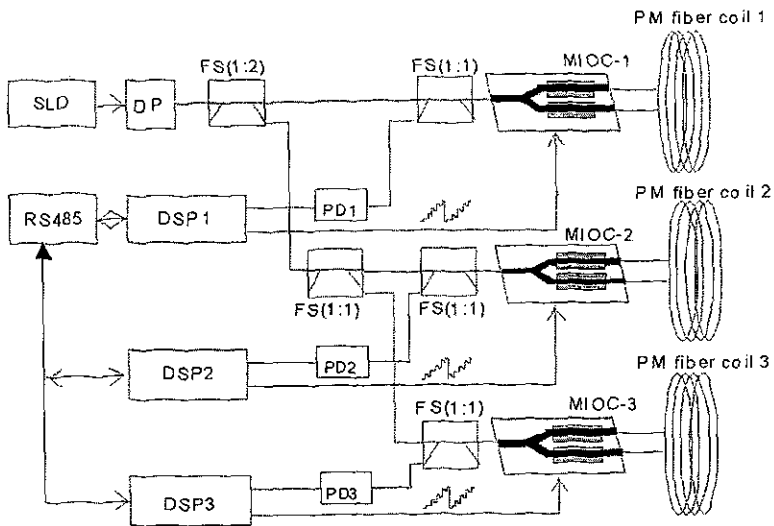 PM fiber coil 1
FS(1:2)
FS(1:1)
MIOC-1
SLD
DP
PM fiber coil 2
RS485
DSP1
PD1
MIOC-2
FS(1:1)
FS(1:1)
PM fiber coil 3
DSP2
PD2
FS(1:1)
MIOC-3
DSP3
PD3